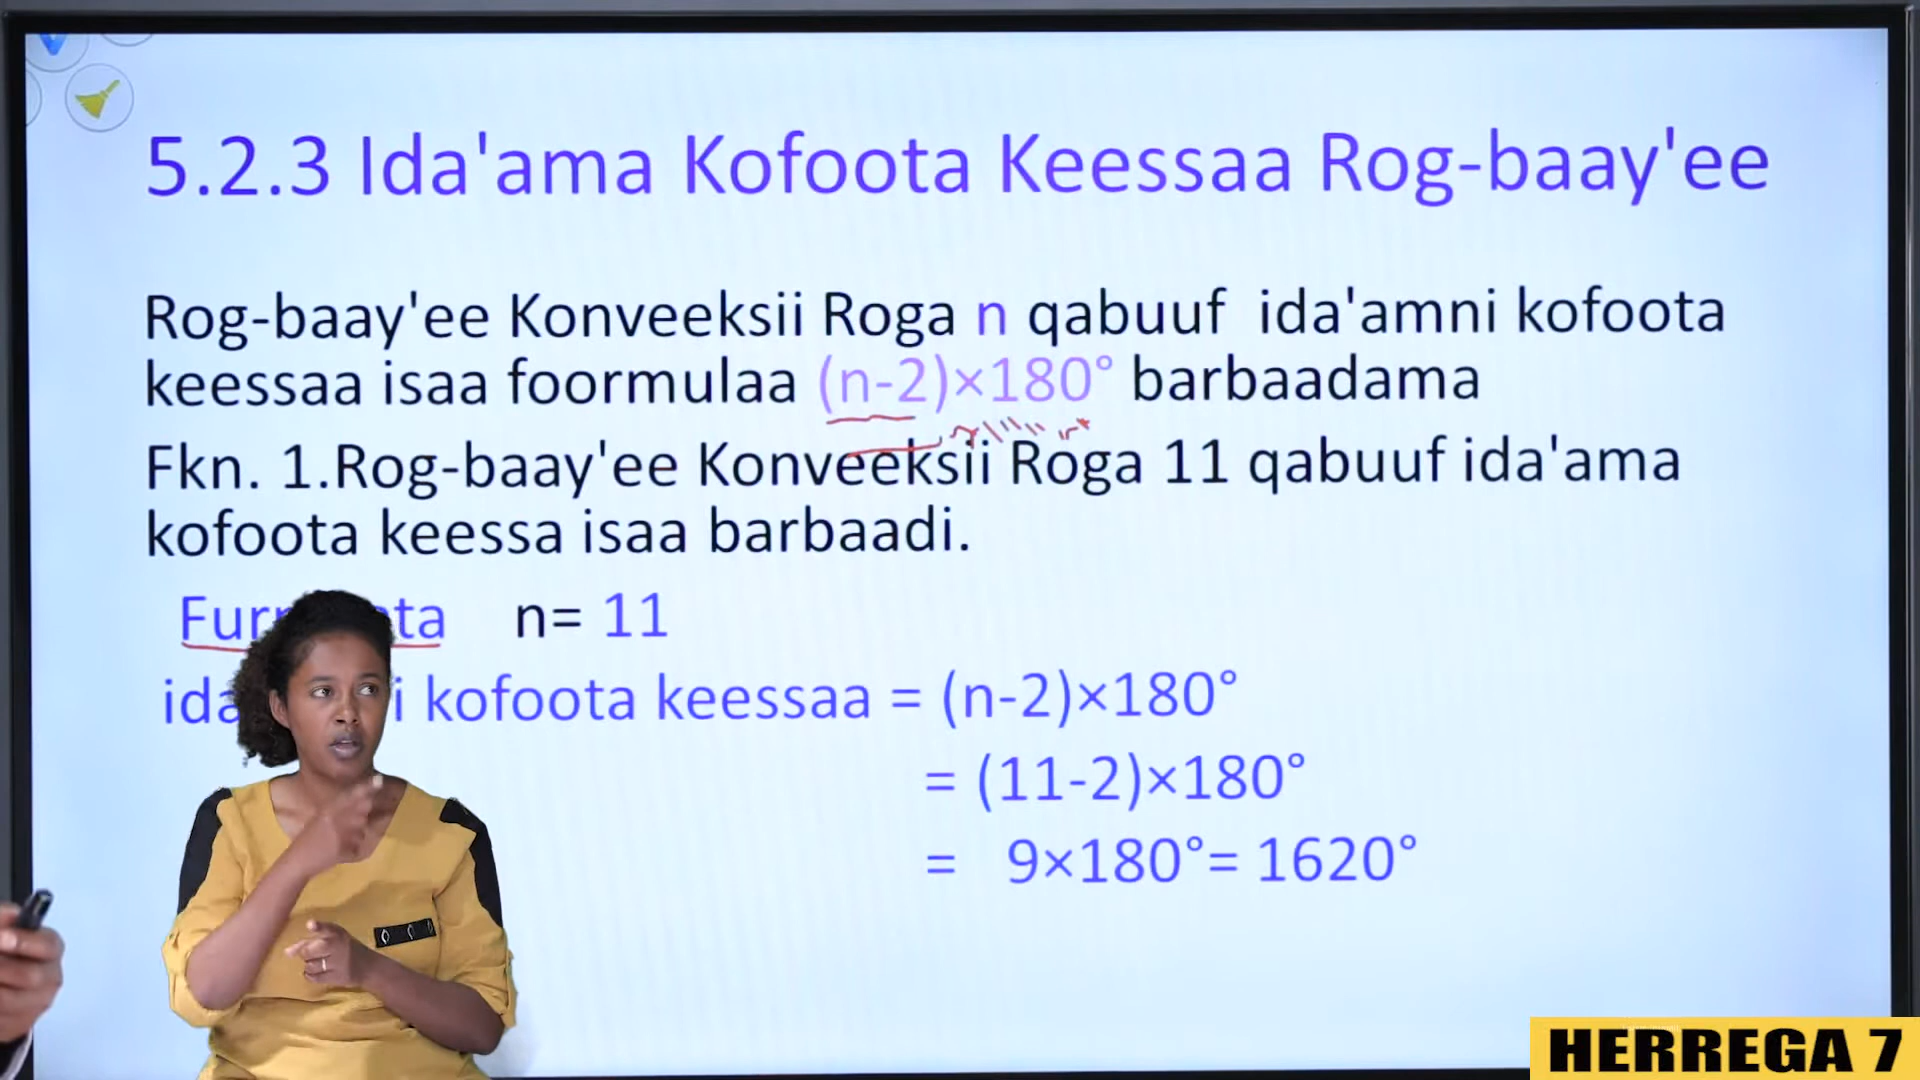 5.2.3 Ida'ama Kofoota Keessaa Rog-baay'ee
Rog-baay'ee Konveeksii Roga n qabuuf ida'amni kofoota
keessaa isaa foormulaa (n-2)×180° barbaadama
Fkn. 1.Rog-baay'ee Konveeksii Roga 11 qabuuf ida'ama
kofoota keessa isaa barbaadi.
n= 11
kofoota keessaa = (n-2)×180°
= (11-2)×180°
= 9×180°= 1620°
HERREGA 7